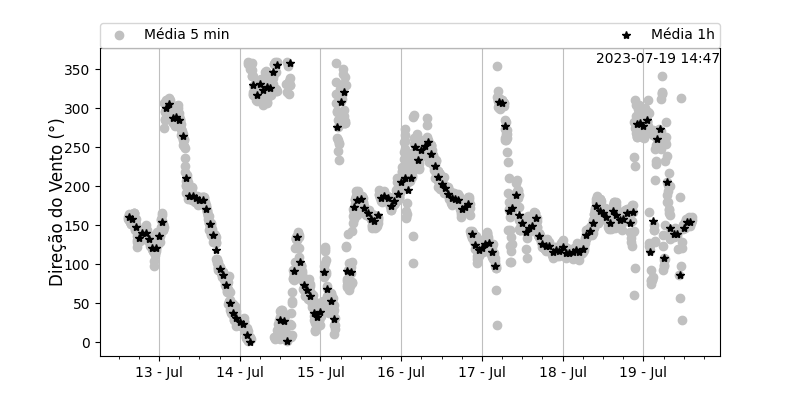 Média 5 min
Média 1h
2023-07-19 14:47
Direção do Vento (°)
350
300
250
200
150
100
50
0
13 - Jul
14 - Jul
15 - Jul
16 - Jul
17 - Jul
18 - Jul
19 - Jul